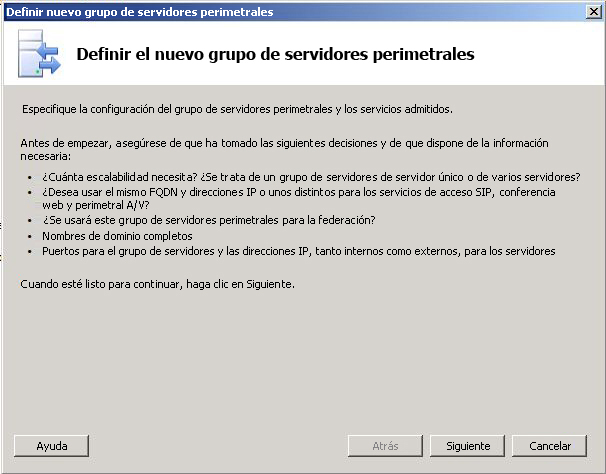 Definir nuevo grupo de servidores perimetrales
Definir el nuevo grupo de servidores perimetrales
Especifique la configuración del grupo de servidores perimetrales y los servicios admitidos.
Antes de empezar, asegúrese de que ha tomado las siguientes decisiones y de que dispone de la información
necesaria:
• ¿Cuánta escalabilidad necesita? ¿Se trata de un grupo de servidores de servidor único o de varios servidores?
• ¿Desea usar el mismo FQDN y direcciones IP o unos distintos para los servicios de acceso SIP, conferencia
web y perimetral A/V?
• ¿Se usará este grupo de servidores perimetrales para la federación?
• Nombres de dominio completos
• Puertos para el grupo de servidores y las direcciones IP, tanto internos como externos, para los servidores
Cuando esté listo para continuar, haga clic en Siguiente.
Ayuda
Atrás
Siguiente
Cancelar